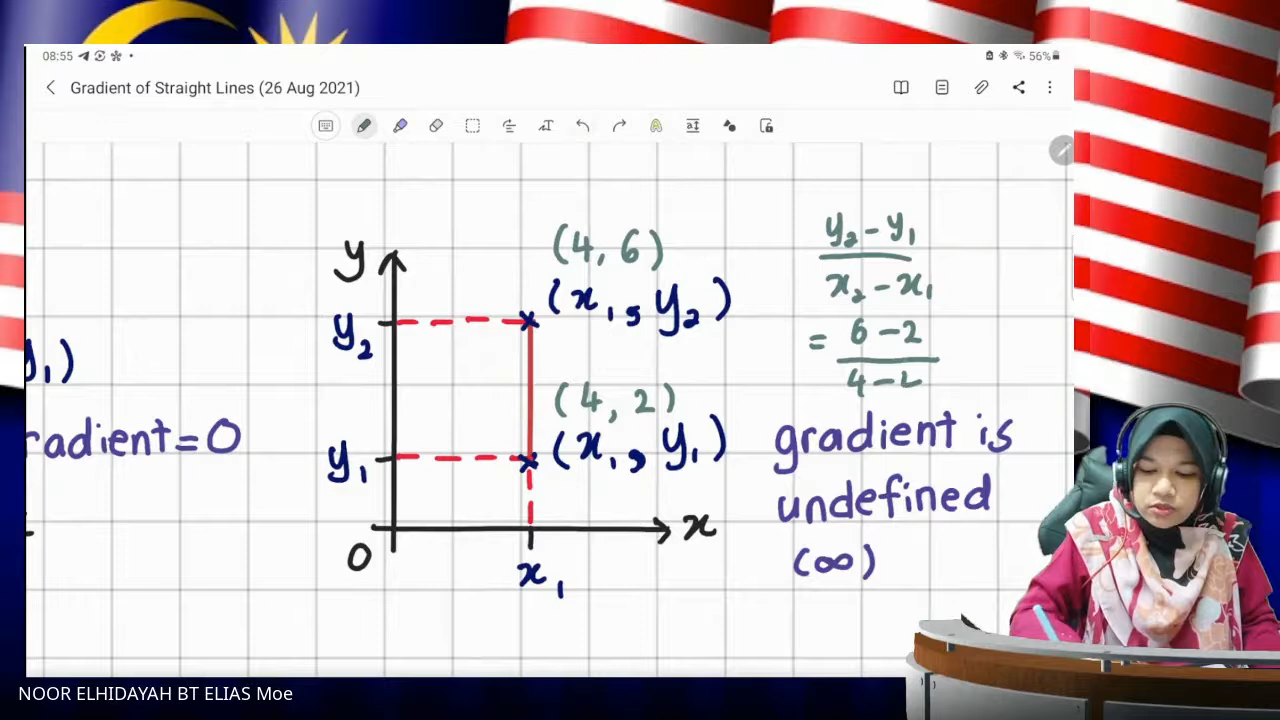 08:55
56%
Gradient of Straight Lines (26 Aug 2021)
y
(4, 6)
(x₁, y₂)
y₂
y₁)
radient = 0
(4, 2)
(x₁, y₁)
y₁
0
x₁
x
y₂ - y₁
x₂ - x₁
= 6 - 2
4 - 4
gradient is
undefined
(∞)
NOOR ELHIDAYAH BT ELIAS Moe